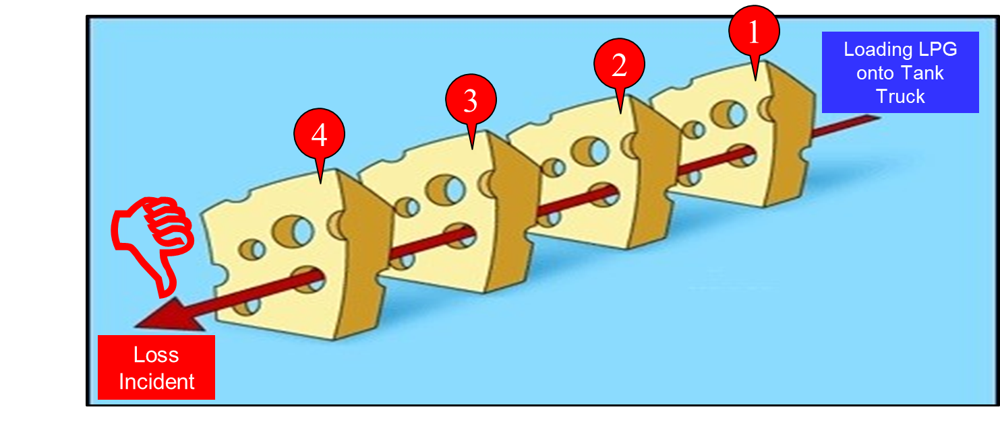 1
Loading LPG
onto Tank
Truck
2
3
4
Loss
Incident